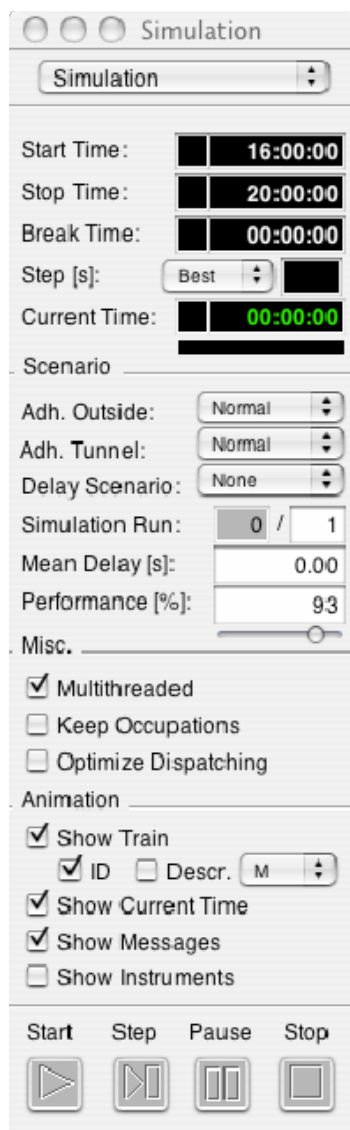 Simulation
Simulation
Start Time: 16:00:00
Stop Time: 20:00:00
Break Time: 00:00:00
Step [s]: Best
Current Time: 00:00:00
Scenario
Adh. Outside: Normal
Adh. Tunnel: Normal
Delay Scenario: None
Simulation Run: 0 / 1
Mean Delay [s]: 0.00
Performance [%]: 93
Misc.
Multithreaded
Keep Occupations
Optimize Dispatching
Animation
Show Train
ID Descr. M
Show Current Time
Show Messages
Show Instruments
Start Step Pause Stop